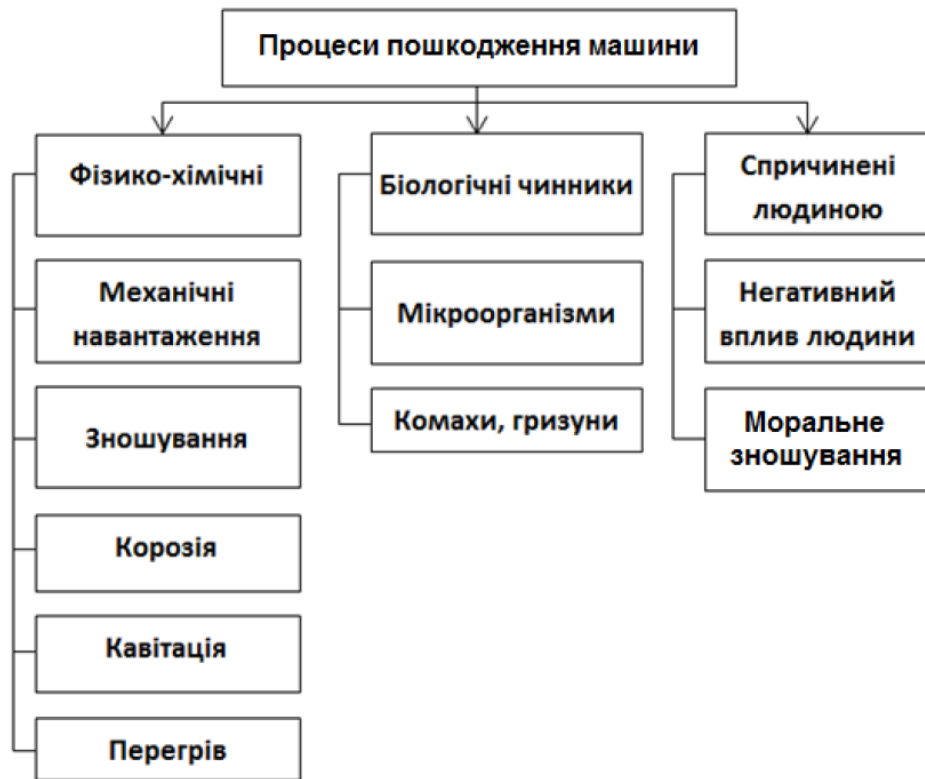 Процеси пошкодження машини
Фізико-хімічні
Механічні
навантаження
Зношування
Корозія
Кавітація
Перегрів
Біологічні чинники
Мікроорганізми
Комахи, гризуни
Спричинені
людиною
Негативний
вплив людини
Моральне
зношування